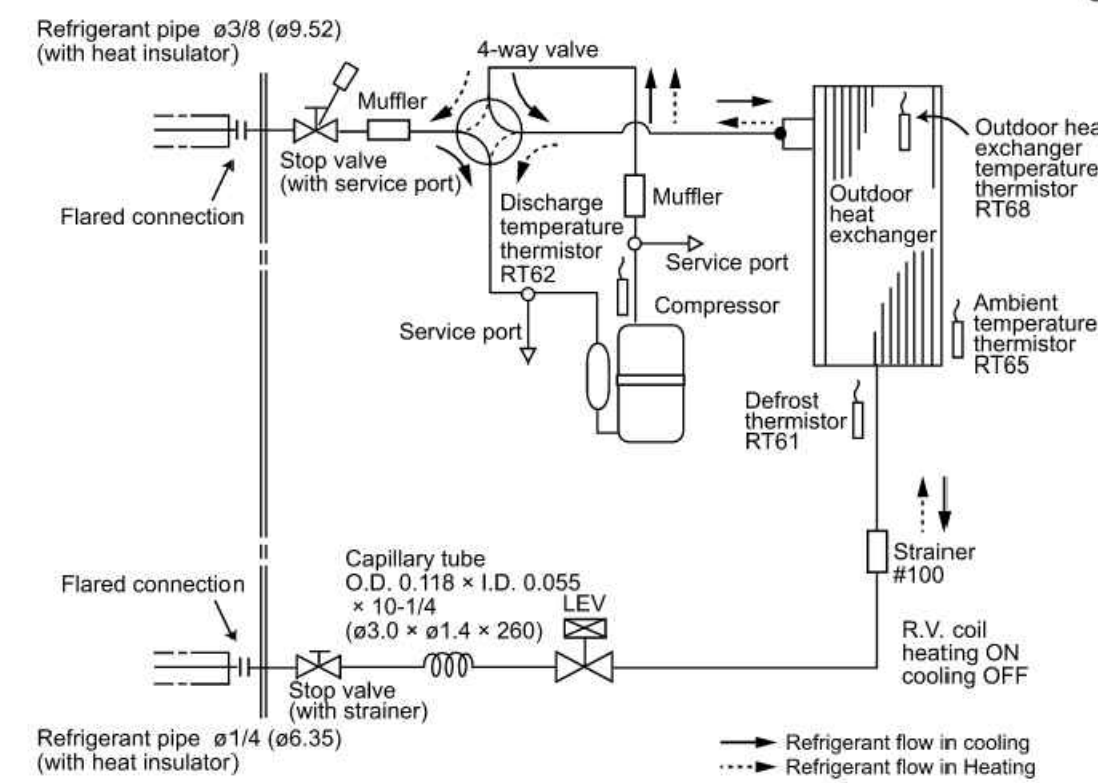 Refrigerant pipe ø3/8 (ø9.52)
(with heat insulator)
4-way valve
Muffler
Stop valve
(with service port)
Flared connection
Discharge
temperature
thermistor
RT62
Muffler
Service port
Compressor
Service port
Outdoor
heat
exchanger
Outdoor hea
exchanger
temperature
thermistor
RT68
Ambient
temperature
thermistor
RT65
Defrost
thermistor
RT61
Strainer
#100
Flared connection
Capillary tube
O.D. 0.118 × I.D. 0.055
× 10-1/4
(ø3.0 × ø1.4 × 260)
LEV
R.V. coil
heating ON
cooling OFF
Stop valve
(with strainer)
Refrigerant pipe ø1/4 (ø6.35)
(with heat insulator)
Refrigerant flow in cooling
Refrigerant flow in Heating